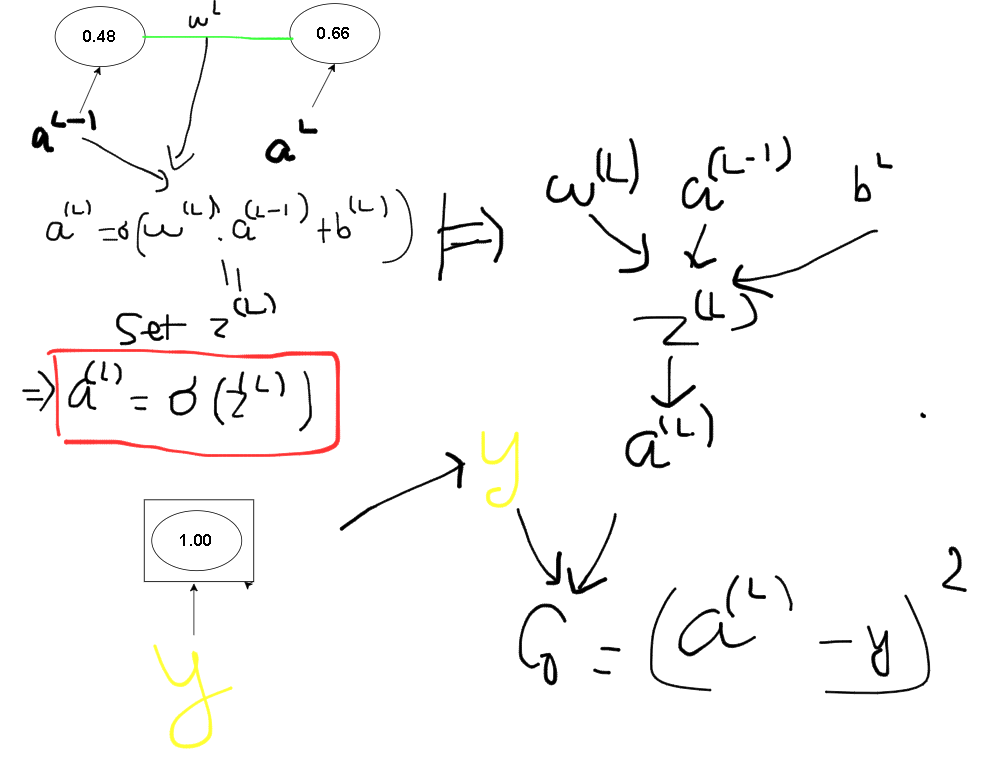 w^L
0.48
0.66
a^{L-1}
a^L
a^{(L)} = σ(w^{(L)} . a^{(L-1)} + b^{(L)}) ⇒
||
Set z^{(L)}
⇒ a^{(L)} = σ(z^{(L)})
1.00
y
w^{(L)} a^{(L-1)} b^L
z^{(L)}
a^{(L)}
y
C_0 = (a^{(L)} - y)^2